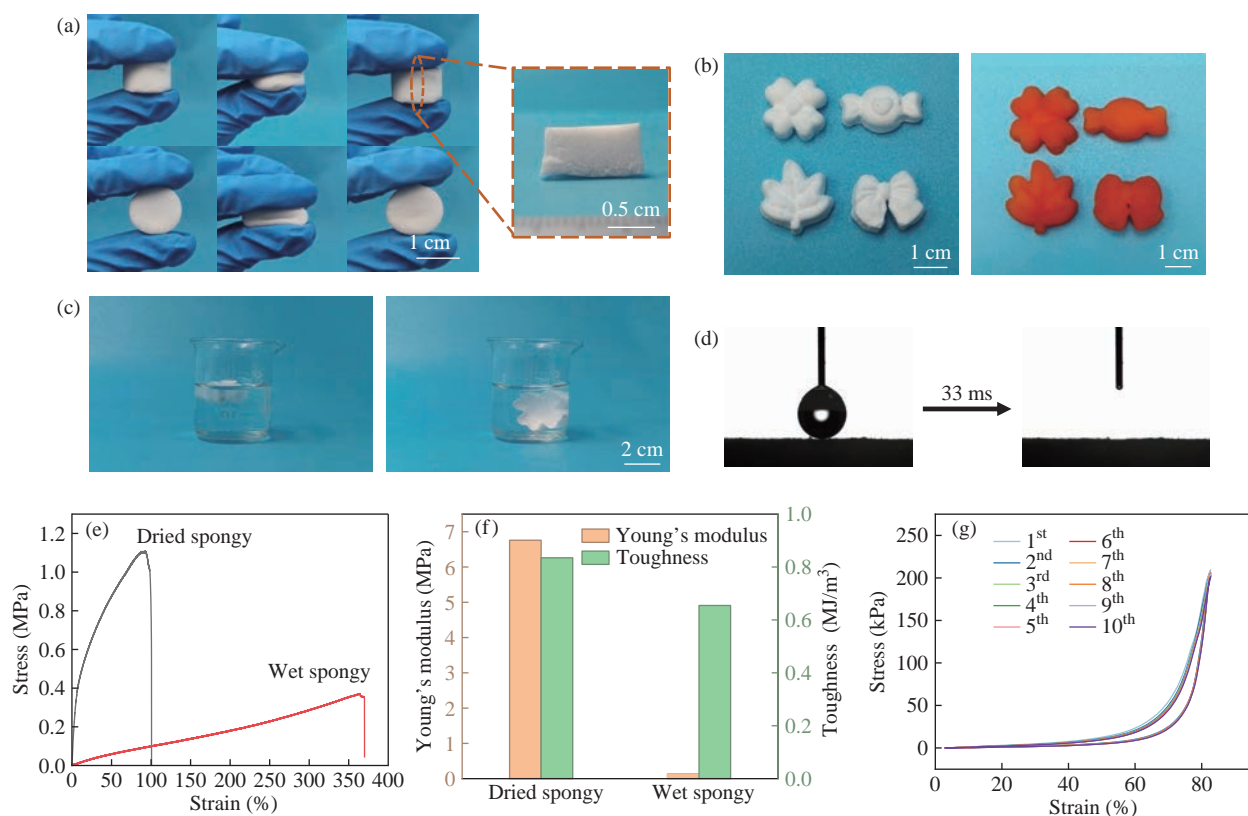 (a)
0.5 cm
1 cm
(b)
1 cm
1 cm
(c)
2 cm
(d)
33 ms
(e)
Dried spongy
Wet spongy
Stress (MPa)
1.2
1.0
0.8
0.6
0.4
0.2
0.0
0 50 100 150 200 250 300 350 400
Strain (%)
(f)
Young's modulus
Toughness
Young's modulus (MPa)
7
6
5
4
3
2
1
0
Dried spongy Wet spongy
1.0
0.8
0.6
0.4
0.2
0.0
Toughness (MJ/m³)
(g)
1st 6th
2nd 7th
3rd 8th
4th 9th
5th 10th
Stress (kPa)
250
200
150
100
50
0
0 20 40 60 80
Strain (%)